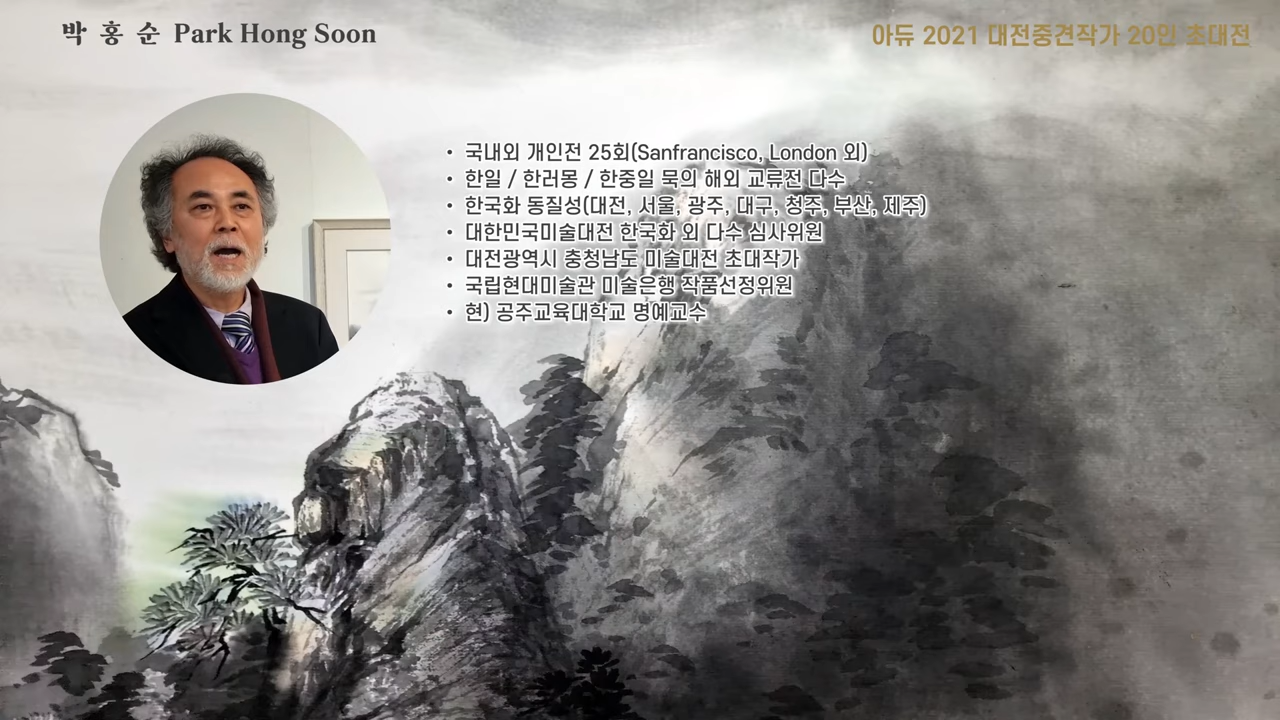 박 홍 순 Park Hong Soon
아듀 2021 대전중견작가 20인 초대전
• 국내외 개인전 25회(Sanfrancisco, London 외)
• 한일 / 한러몽 / 한중일 묵의 해외 교류전 다수
• 한국화 동질성(대전, 서울, 광주, 대구, 청주, 부산, 제주)
• 대한민국미술대전 한국화 외 다수 심사위원
• 대전광역시 충청남도 미술대전 초대작가
• 국립현대미술관 미술은행 작품선정위원
• 현) 공주교육대학교 명예교수